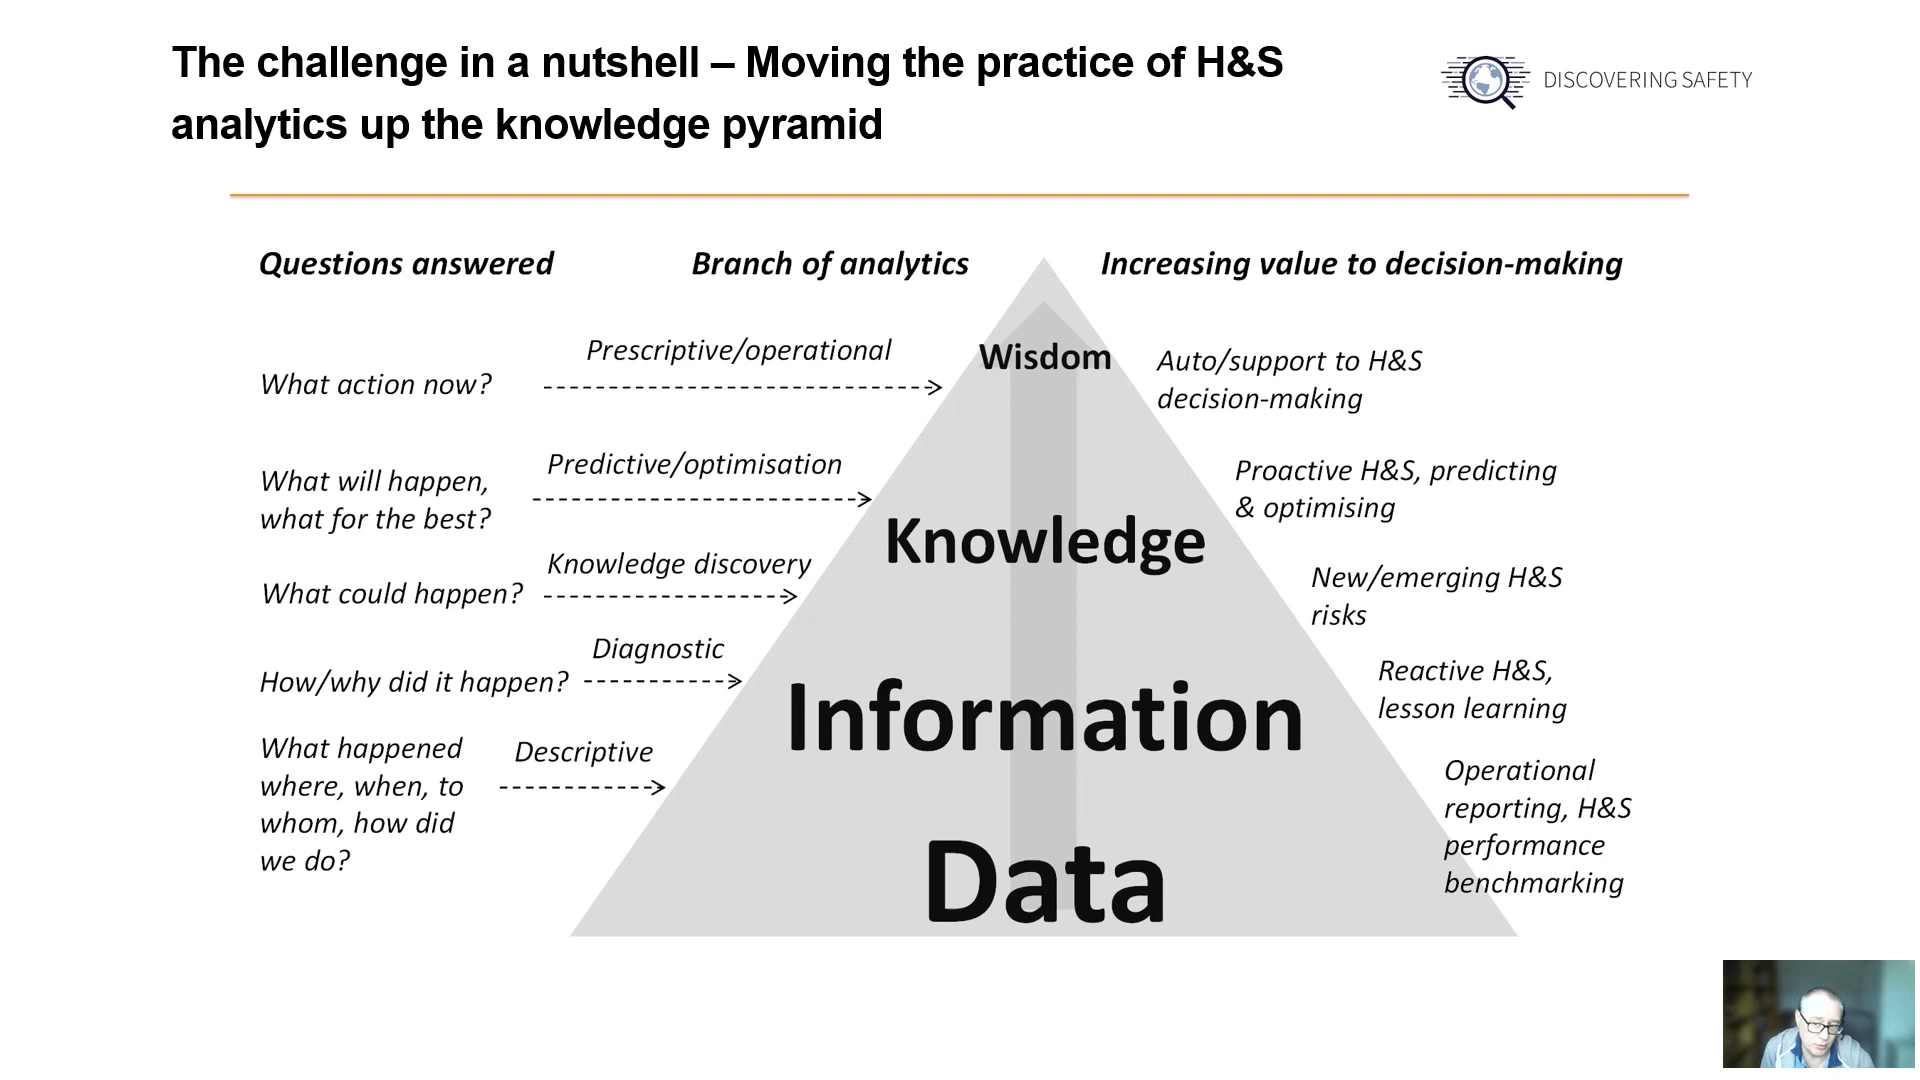 The challenge in a nutshell – Moving the practice of H&S
analytics up the knowledge pyramid
DISCOVERING SAFETY
Questions answered
Branch of analytics
Increasing value to decision-making
What action now?
Prescriptive/operational
Wisdom
Auto/support to H&S
decision-making
What will happen,
what for the best?
Predictive/optimisation
Knowledge
Proactive H&S, predicting
& optimising
What could happen?
Knowledge discovery
New/emerging H&S
risks
How/why did it happen?
Diagnostic
Information
Reactive H&S,
lesson learning
What happened
where, when, to
whom, how did
we do?
Descriptive
Data
Operational
reporting, H&S
performance
benchmarking